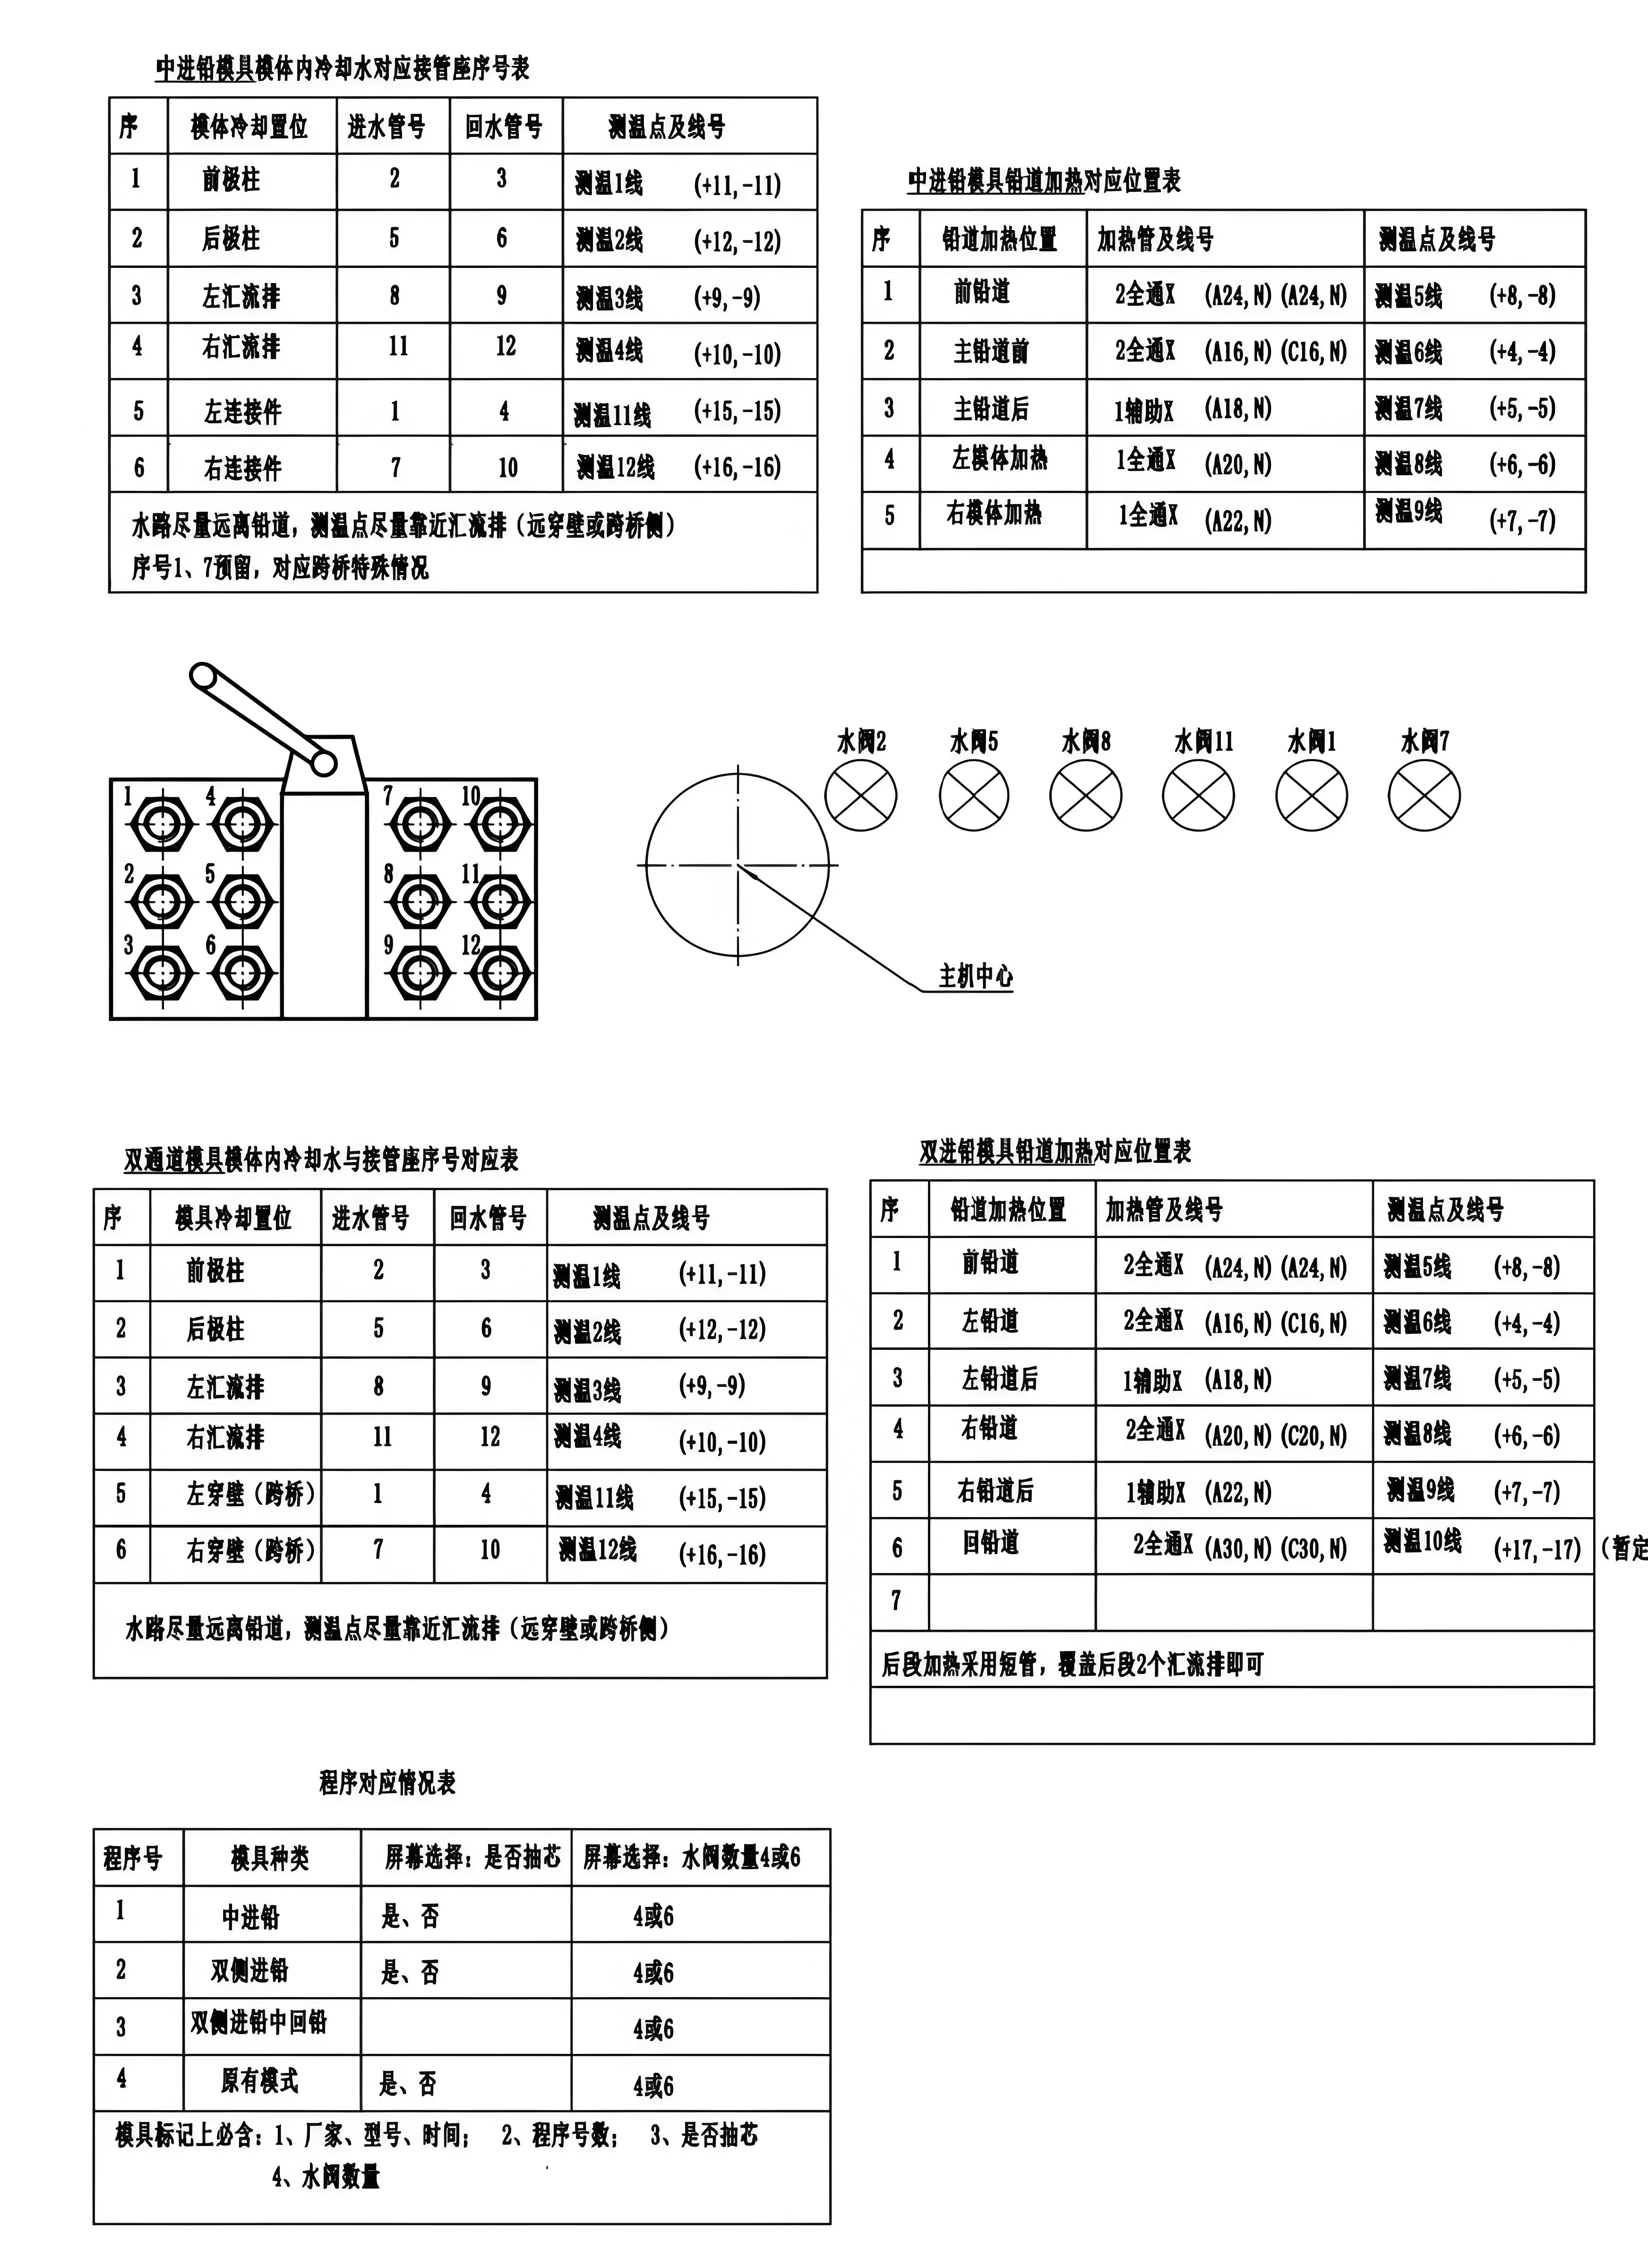 中进铅模具模体内冷却水对应接管座序号表
序 模体冷却置位 进水管号 回水管号 测温点及线号
1 前极柱 2 3 测温1线 (+11,-11)
2 后极柱 5 6 测温2线 (+12,-12)
3 左汇流排 8 9 测温3线 (+9,-9)
4 右汇流排 11 12 测温4线 (+10,-10)
5 左连接件 1 4 测温11线 (+15,-15)
6 右连接件 7 10 测温12线 (+16,-16)
水路尽量远离铅道，测温点尽量靠近汇流排（远穿壁或跨桥侧）
序号1、7预留，对应跨桥特殊情况
中进铅模具铅道加热对应位置表
序 铅道加热位置 加热管及线号 测温点及线号
1 前铅道 2全通X (A24,N)(A24,N) 测温5线 (+8,-8)
2 主铅道前 2全通X (A16,N)(C16,N) 测温6线 (+4,-4)
3 主铅道后 1辅助X (A18,N) 测温7线 (+5,-5)
4 左模体加热 1全通X (A20,N) 测温8线 (+6,-6)
5 右模体加热 1全通X (A22,N) 测温9线 (+7,-7)
1 4 7 10
2 5 8 11
3 6 9 12
水阀2 水阀5 水阀8 水阀11 水阀1 水阀7
主机中心
双通道模具模体内冷却水与接管座序号对应表
序 模具冷却置位 进水管号 回水管号 测温点及线号
1 前极柱 2 3 测温1线 (+11,-11)
2 后极柱 5 6 测温2线 (+12,-12)
3 左汇流排 8 9 测温3线 (+9,-9)
4 右汇流排 11 12 测温4线 (+10,-10)
5 左穿壁（跨桥） 1 4 测温11线 (+15,-15)
6 右穿壁（跨桥） 7 10 测温12线 (+16,-16)
水路尽量远离铅道，测温点尽量靠近汇流排（远穿壁或跨桥侧）
双进铅模具铅道加热对应位置表
序 铅道加热位置 加热管及线号 测温点及线号
1 前铅道 2全通X (A24,N)(A24,N) 测温5线 (+8,-8)
2 左铅道 2全通X (A16,N)(C16,N) 测温6线 (+4,-4)
3 左铅道后 1辅助X (A18,N) 测温7线 (+5,-5)
4 右铅道 2全通X (A20,N)(C20,N) 测温8线 (+6,-6)
5 右铅道后 1辅助X (A22,N) 测温9线 (+7,-7)
6 回铅道 2全通X (A30,N)(C30,N) 测温10线 (+17,-17)（暂定
7
后段加热采用短管，覆盖后段2个汇流排即可
程序对应情况表
程序号 模具种类 屏幕选择：是否抽芯 屏幕选择：水阀数量4或6
1 中进铅 是、否 4或6
2 双侧进铅 是、否 4或6
3 双侧进铅中回铅 4或6
4 原有模式 是、否 4或6
模具标记上必含：1、厂家、型号、时间； 2、程序号数； 3、是否抽芯
4、水阀数量